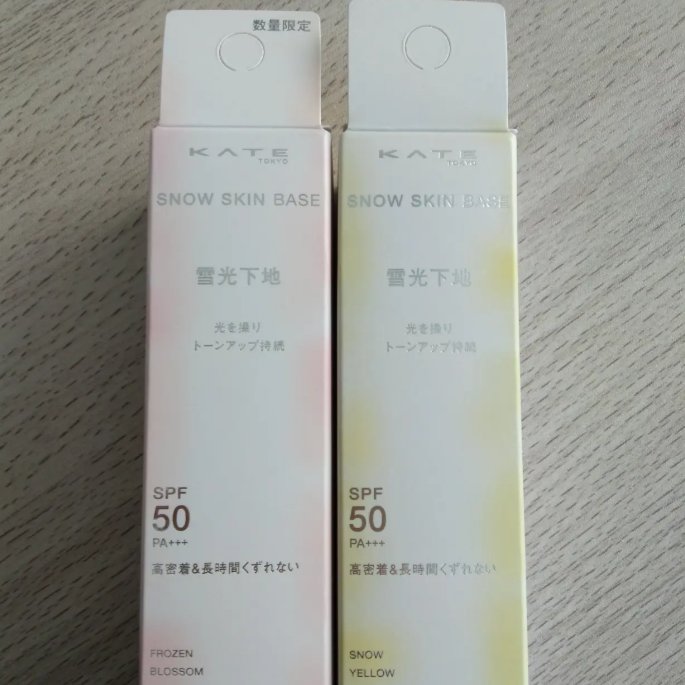 数量限定
KATE
TOKYO
SNOW SKIN BASE
雪光下地
光を操り
トーンアップ持続
SPF
50
PA+++
高密着&長時間くずれない
FROZEN
BLOSSOM
KATE
TOKYO
SNOW SKIN BASE
雪光下地
光を操り
トーンアップ持続
SPF
50
PA+++
高密着&長時間くずれない
SNOW
YELLOW